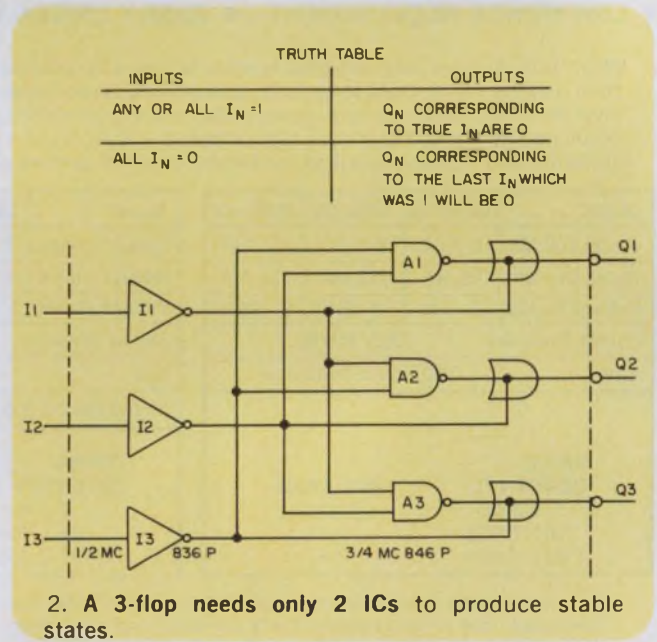 TRUTH TABLE
INPUTS
OUTPUTS
ANY OR ALL I_N = 1
Q_N CORRESPONDING
TO TRUE I_N ARE 0
ALL I_N = 0
Q_N CORRESPONDING
TO THE LAST I_N WHICH
WAS 1 WILL BE 0
I1
I1
A1
Q1
I2
I2
A2
Q2
I3
I3
A3
Q3
1/2 MC 836 P
3/4 MC 846 P
2. A 3-flop needs only 2 ICs to produce stable
states.